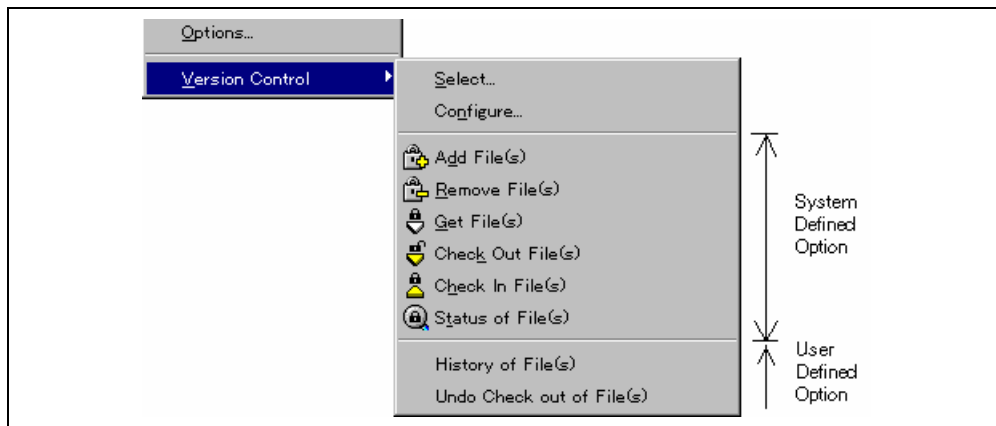 Options...
Version Control
Select...
Configure...
Add File(s)
Remove File(s)
Get File(s)
Check Out File(s)
Check In File(s)
Status of File(s)
History of File(s)
Undo Check out of File(s)
System
Defined
Option
User
Defined
Option